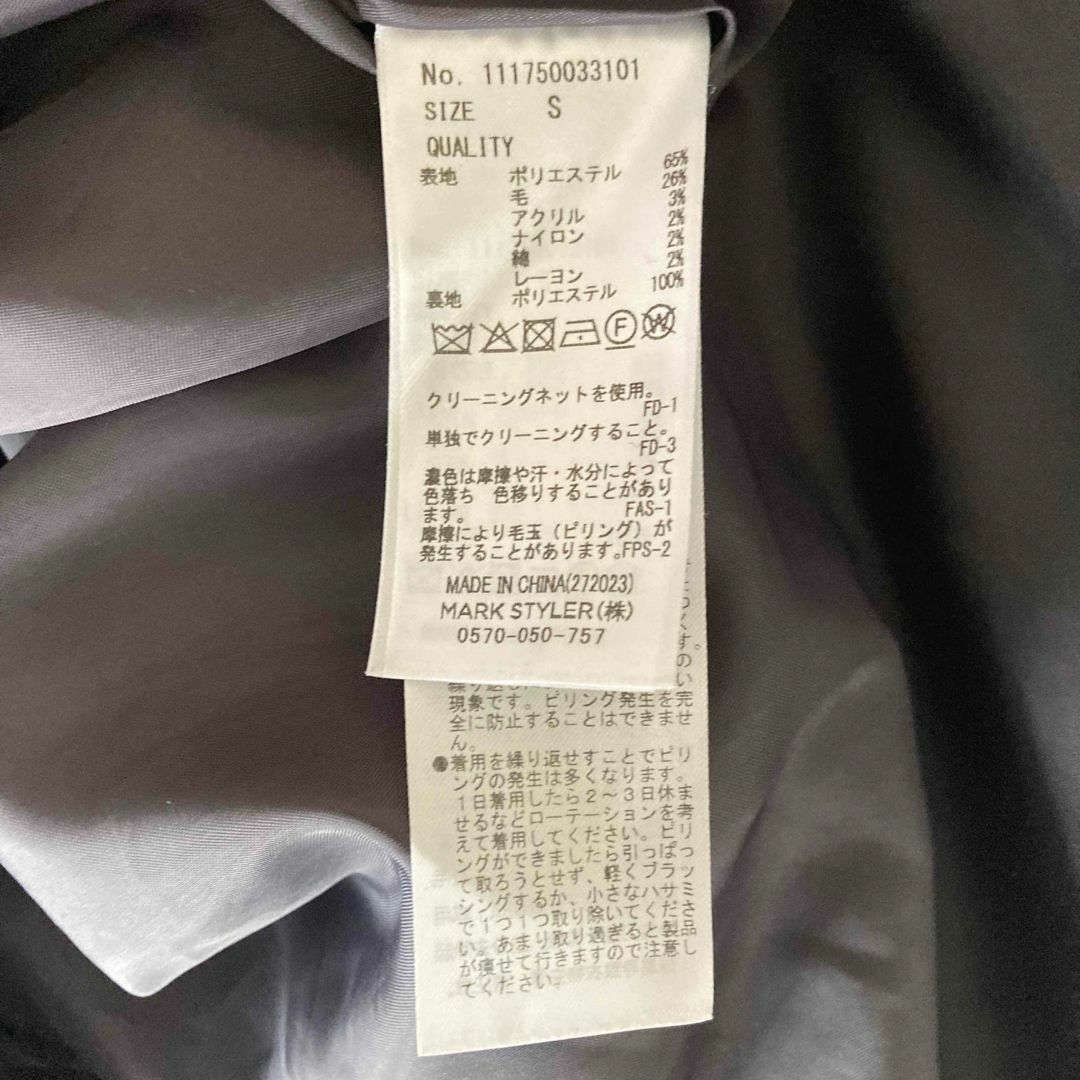 No. 111750033101
SIZE S
QUALITY
表地 ポリエステル 65%
毛 26%
アクリル 3%
ナイロン 2%
綿 2%
レーヨン 2%
裏地 ポリエステル 100%
F W
クリーニングネットを使用。
FD-1
単独でクリーニングすること。
FD-3
濃色は摩擦や汗・水分によって
色落ち 色移りすることがあり
ます。 FAS-1
摩擦により毛玉(ピリング)が
発生することがあります。FPS-2
MADE IN CHINA(272023)
MARK STYLER(株)
0570-050-757
現象です。ピリング発生を完
全に防止することはできませ
ん。
●着用を繰り返せすことでピリ
ングの発生は多くなります。
1日着用したら2~3日休ま
せるなどローテーションを考
えて着用してください。ピリ
ングができましたら引っぱっ
て取ろうとせず、軽くブラッ
シングするか、小さなハサミ
で1つ1つ取り除いてくださ
い。あまり取り過ぎると製品
が痩せて行きますので注意し
てください。